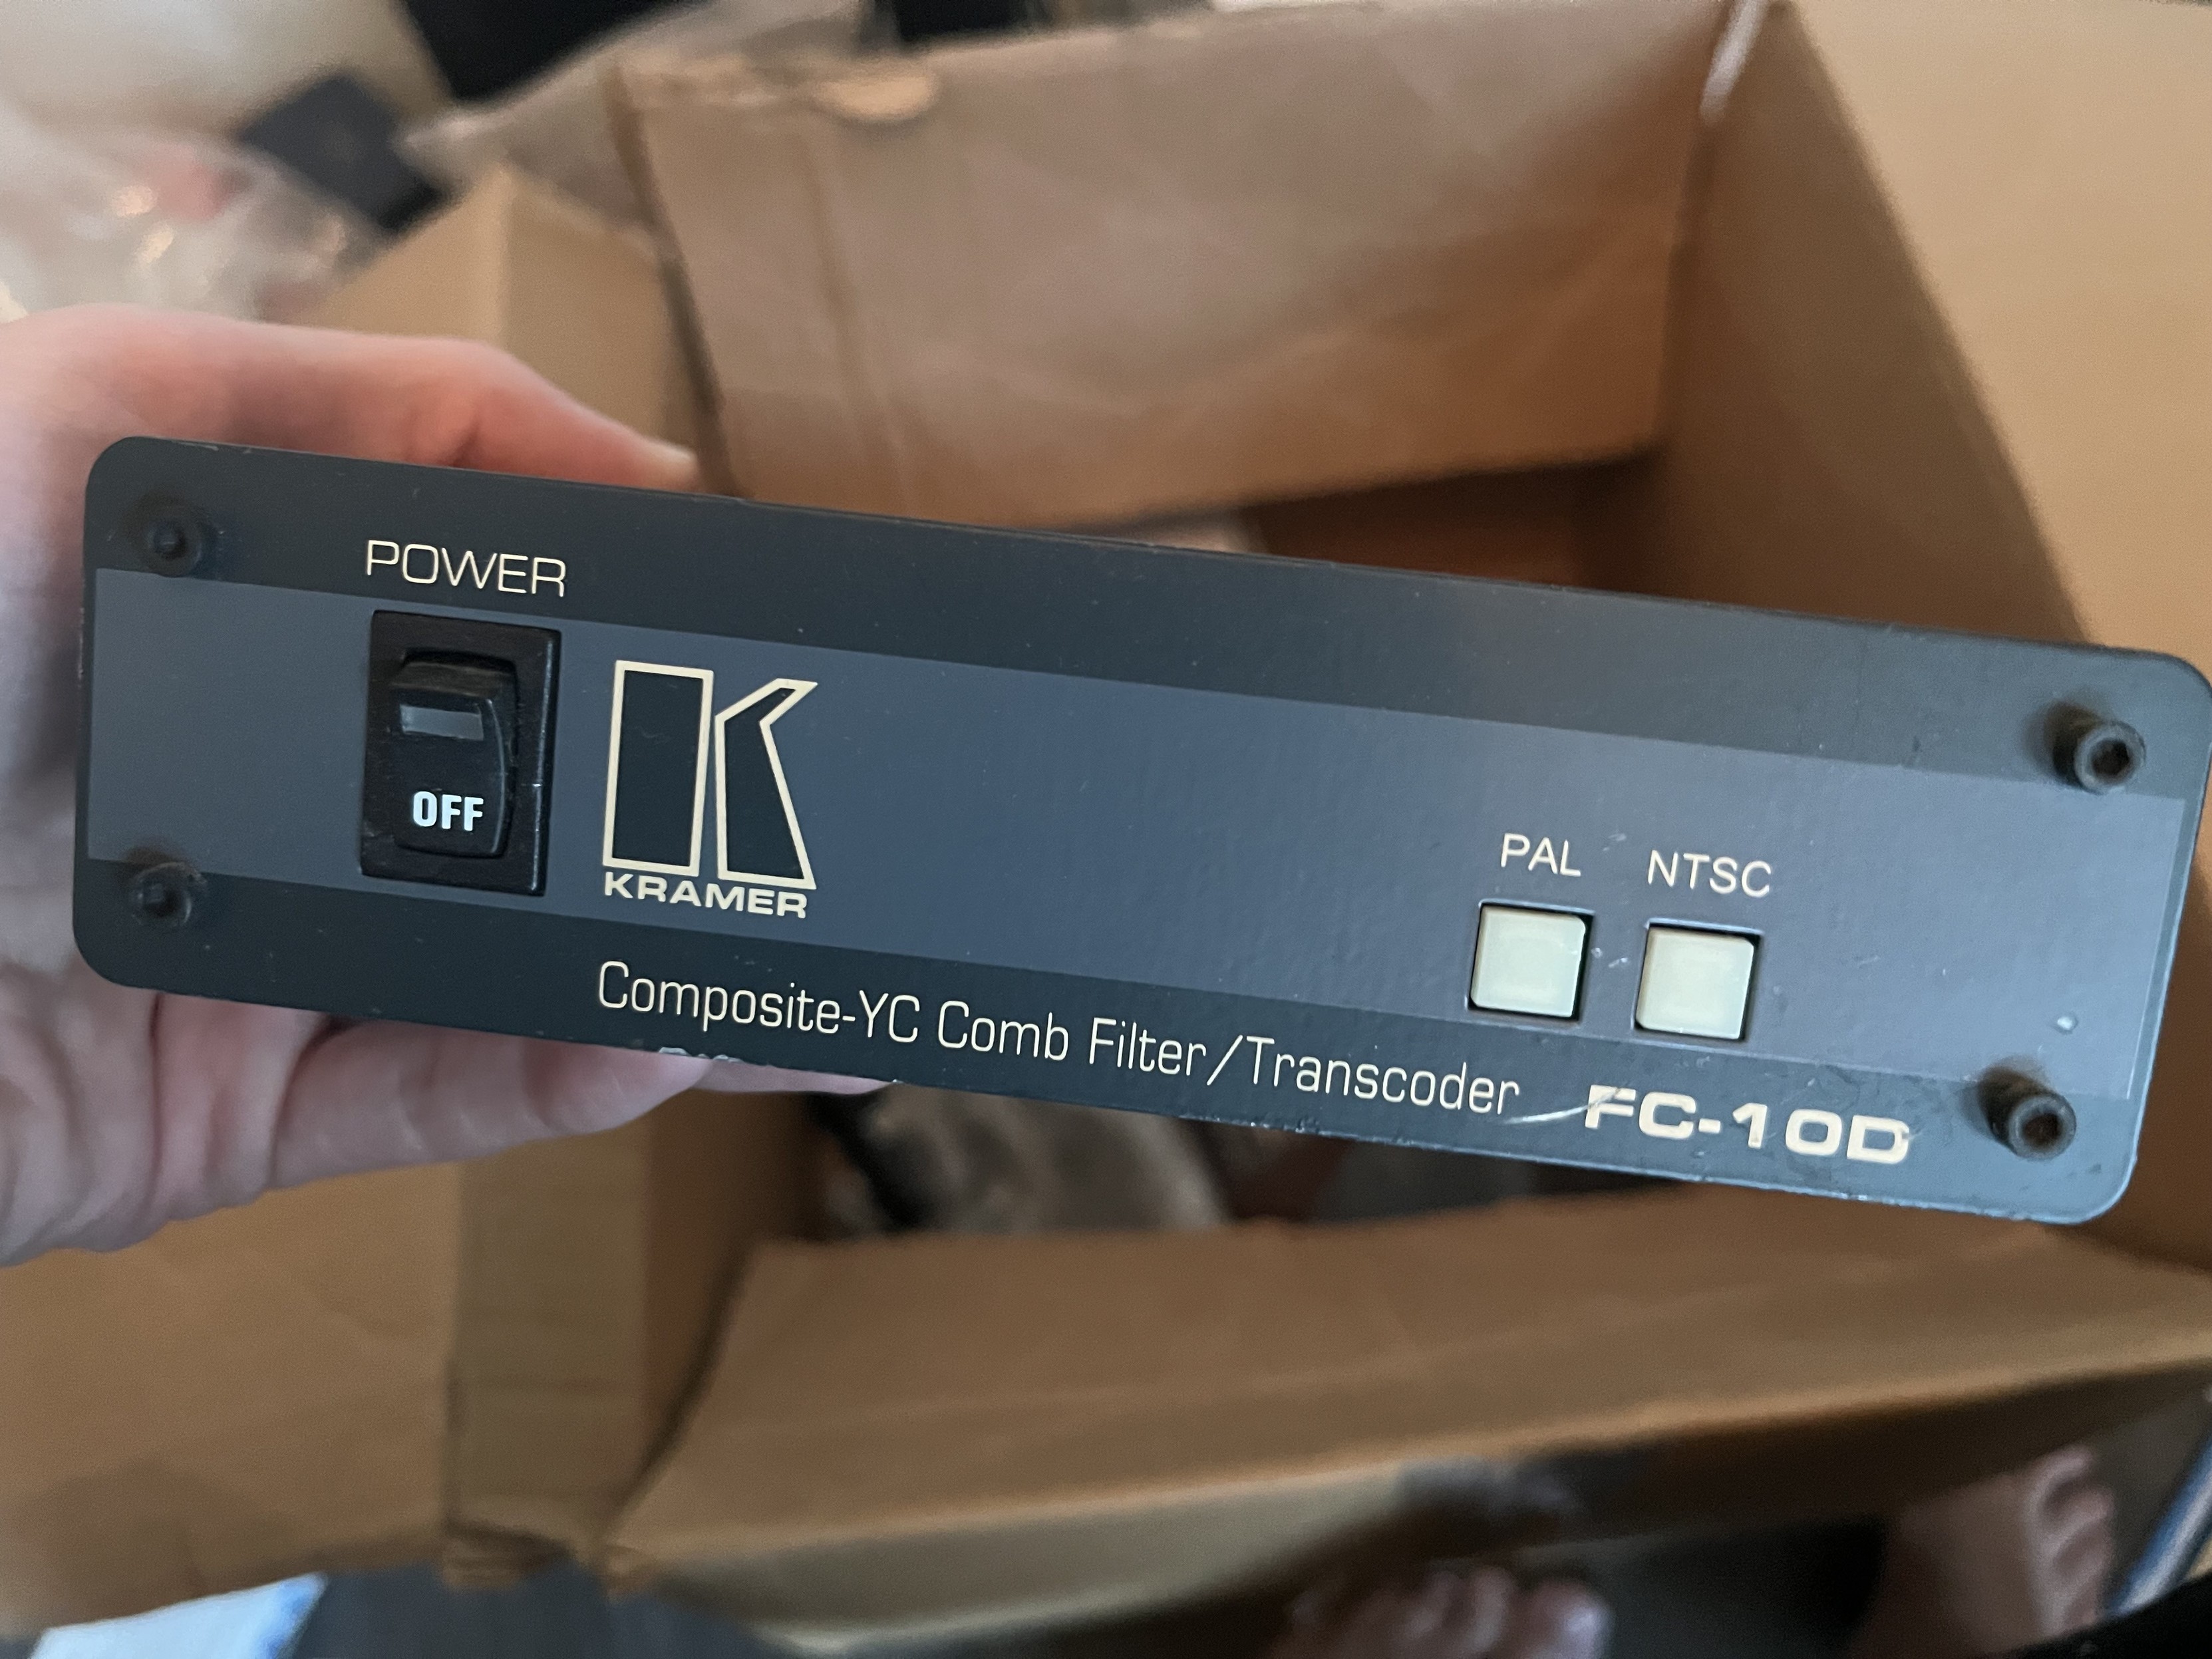 POWER
OFF
KRAMER
PAL NTSC
Composite-YC Comb Filter/Transcoder FC-10D